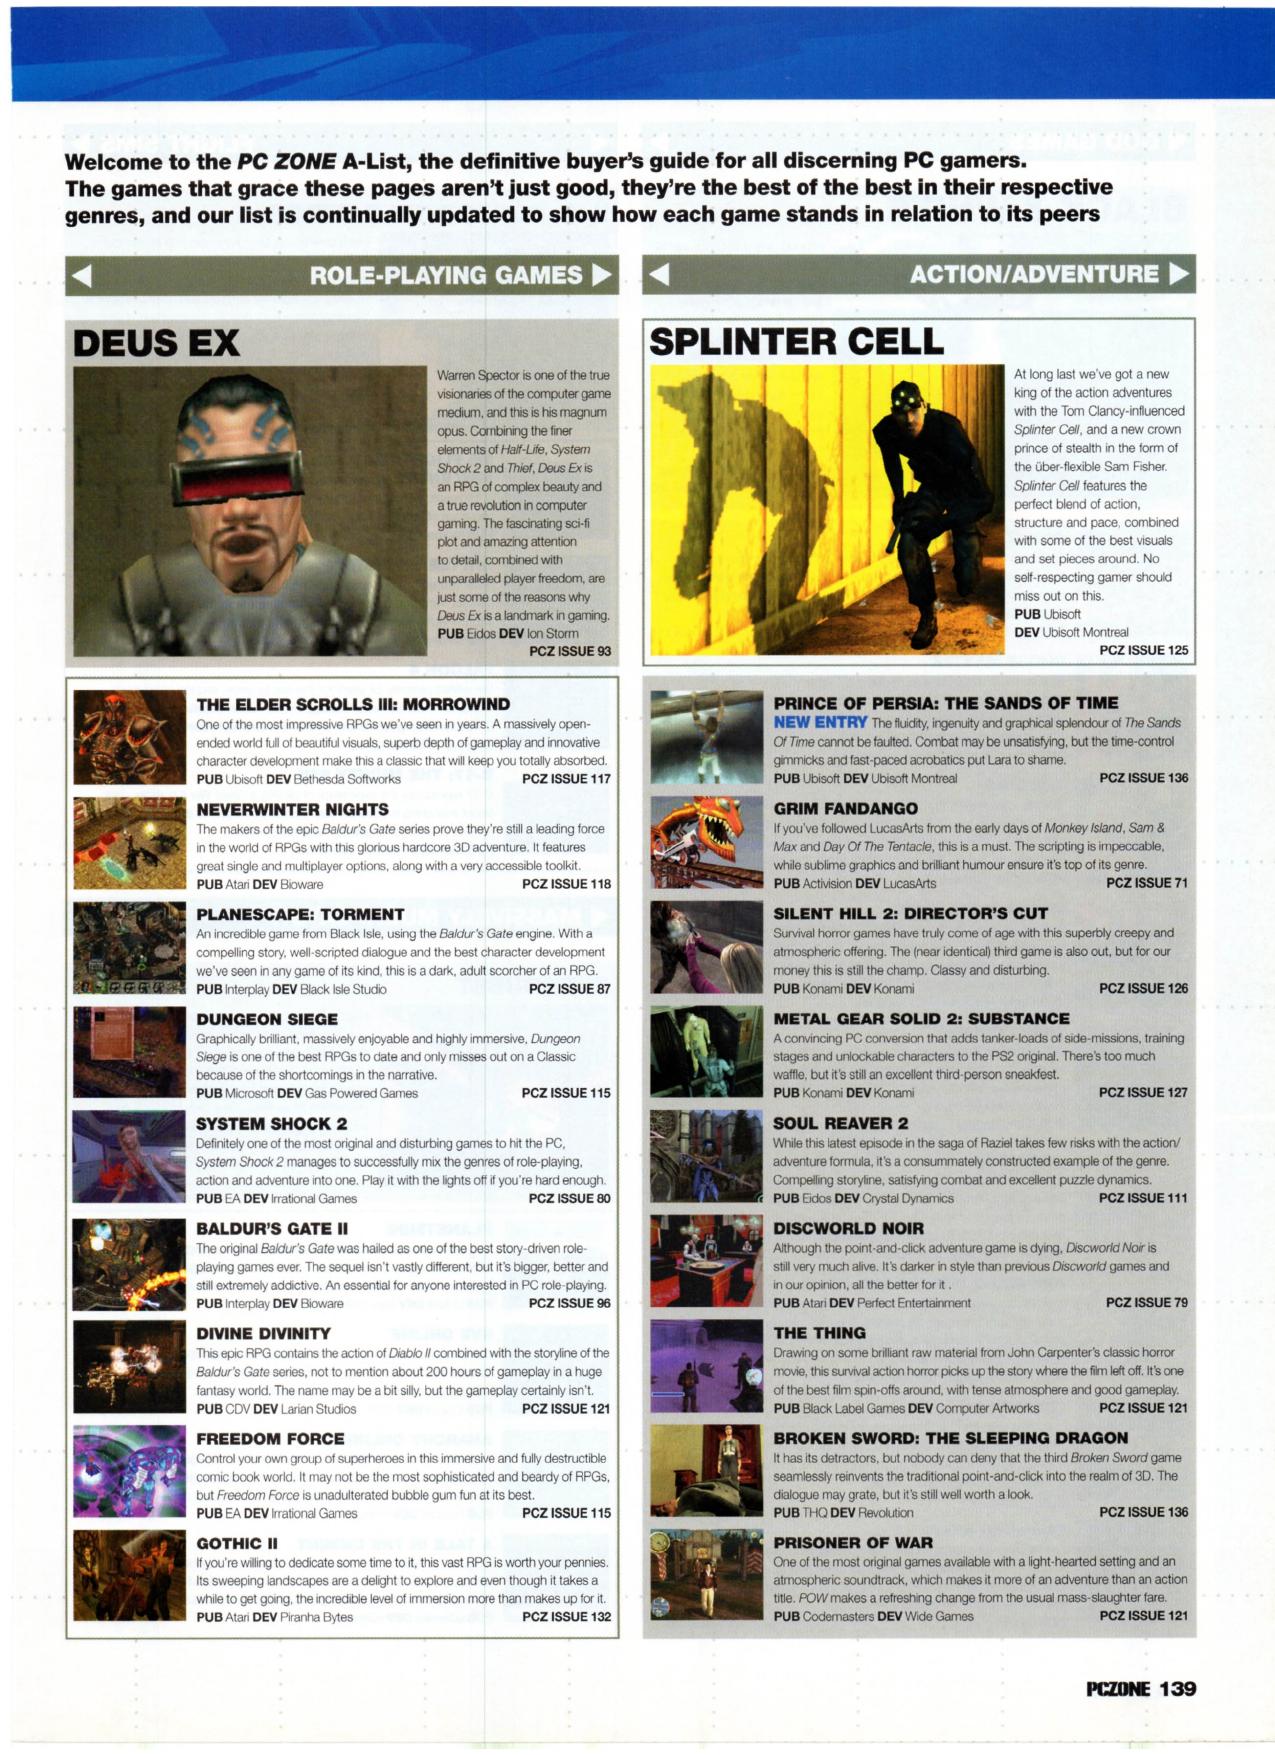 Welcome to the PC ZONE A-List, the definitive buyer's guide for all discerning PC gamers.
The games that grace these pages aren't just good, they're the best of the best in their respective
genres, and our list is continually updated to show how each game stands in relation to its peers
ROLE-PLAYING GAMES
DEUS EX
Warren Spector is one of the true
visionaries of the computer game
medium, and this is his magnum
opus. Combining the finer
elements of Half-Life, System
Shock 2 and Thief, Deus Ex is
an RPG of complex beauty and
a true revolution in computer
gaming. The fascinating sci-fi
plot and amazing attention
to detail, combined with
unparalleled player freedom, are
just some of the reasons why
Deus Ex is a landmark in gaming.
PUB Eidos DEV Ion Storm
PCZ ISSUE 93
THE ELDER SCROLLS III: MORROWIND
One of the most impressive RPGs we've seen in years. A massively open-
ended world full of beautiful visuals, superb depth of gameplay and innovative
character development make this a classic that will keep you totally absorbed.
PUB Ubisoft DEV Bethesda Softworks PCZ ISSUE 117
NEVERWINTER NIGHTS
The makers of the epic Baldur's Gate series prove they're still a leading force
in the world of RPGs with this glorious hardcore 3D adventure. It features
great single and multiplayer options, along with a very accessible toolkit.
PUB Atari DEV Bioware PCZ ISSUE 118
PLANESCAPE: TORMENT
An incredible game from Black Isle, using the Baldur's Gate engine. With a
compelling story, well-scripted dialogue and the best character development
we've seen in any game of its kind, this is a dark, adult scorcher of an RPG.
PUB Interplay DEV Black Isle Studio PCZ ISSUE 87
DUNGEON SIEGE
Graphically brilliant, massively enjoyable and highly immersive, Dungeon
Siege is one of the best RPGs to date and only misses out on a Classic
because of the shortcomings in the narrative.
PUB Microsoft DEV Gas Powered Games PCZ ISSUE 115
SYSTEM SHOCK 2
Definitely one of the most original and disturbing games to hit the PC,
System Shock 2 manages to successfully mix the genres of role-playing,
action and adventure into one. Play it with the lights off if you're hard enough.
PUB EA DEV Irrational Games PCZ ISSUE 80
BALDUR'S GATE II
The original Baldur's Gate was hailed as one of the best story-driven role-
playing games ever. The sequel isn't vastly different, but it's bigger, better and
still extremely addictive. An essential for anyone interested in PC role-playing.
PUB Interplay DEV Bioware PCZ ISSUE 96
DIVINE DIVINITY
This epic RPG contains the action of Diablo II combined with the storyline of the
Baldur's Gate series, not to mention about 200 hours of gameplay in a huge
fantasy world. The name may be a bit silly, but the gameplay certainly isn't.
PUB CDV DEV Larian Studios PCZ ISSUE 121
FREEDOM FORCE
Control your own group of superheroes in this immersive and fully destructible
comic book world. It may not be the most sophisticated and beardy of RPGs,
but Freedom Force is unadulterated bubble gum fun at its best.
PUB EA DEV Irrational Games PCZ ISSUE 115
GOTHIC II
If you're willing to dedicate some time to it, this vast RPG is worth your pennies.
Its sweeping landscapes are a delight to explore and even though it takes a
while to get going, the incredible level of immersion more than makes up for it.
PUB Atari DEV Piranha Bytes PCZ ISSUE 132
ACTION/ADVENTURE
SPLINTER CELL
At long last we've got a new
king of the action adventures
with the Tom Clancy-influenced
Splinter Cell, and a new crown
prince of stealth in the form of
the über-flexible Sam Fisher.
Splinter Cell features the
perfect blend of action,
structure and pace, combined
with some of the best visuals
and set pieces around. No
self-respecting gamer should
miss out on this.
PUB Ubisoft
DEV Ubisoft Montreal
PCZ ISSUE 125
PRINCE OF PERSIA: THE SANDS OF TIME
NEW ENTRY The fluidity, ingenuity and graphical splendour of The Sands
Of Time cannot be faulted. Combat may be unsatisfying, but the time-control
gimmicks and fast-paced acrobatics put Lara to shame.
PUB Ubisoft DEV Ubisoft Montreal PCZ ISSUE 136
GRIM FANDANGO
If you've followed LucasArts from the early days of Monkey Island, Sam &
Max and Day Of The Tentacle, this is a must. The scripting is impeccable,
while sublime graphics and brilliant humour ensure it's top of its genre.
PUB Activision DEV LucasArts PCZ ISSUE 71
SILENT HILL 2: DIRECTOR'S CUT
Survival horror games have truly come of age with this superbly creepy and
atmospheric offering. The (near identical) third game is also out, but for our
money this is still the champ. Classy and disturbing.
PUB Konami DEV Konami PCZ ISSUE 126
METAL GEAR SOLID 2: SUBSTANCE
A convincing PC conversion that adds tanker-loads of side-missions, training
stages and unlockable characters to the PS2 original. There's too much
waffle, but it's still an excellent third-person sneakfest.
PUB Konami DEV Konami PCZ ISSUE 127
SOUL REAVER 2
While this latest episode in the saga of Raziel takes few risks with the action/
adventure formula, it's a consummately constructed example of the genre.
Compelling storyline, satisfying combat and excellent puzzle dynamics.
PUB Eidos DEV Crystal Dynamics PCZ ISSUE 111
DISCWORLD NOIR
Although the point-and-click adventure game is dying, Discworld Noir is
still very much alive. It's darker in style than previous Discworld games and
in our opinion, all the better for it .
PUB Atari DEV Perfect Entertainment PCZ ISSUE 79
THE THING
Drawing on some brilliant raw material from John Carpenter's classic horror
movie, this survival action horror picks up the story where the film left off. It's one
of the best film spin-offs around, with tense atmosphere and good gameplay.
PUB Black Label Games DEV Computer Artworks PCZ ISSUE 121
BROKEN SWORD: THE SLEEPING DRAGON
It has its detractors, but nobody can deny that the third Broken Sword game
seamlessly reinvents the traditional point-and-click into the realm of 3D. The
dialogue may grate, but it's still well worth a look.
PUB THQ DEV Revolution PCZ ISSUE 136
PRISONER OF WAR
One of the most original games available with a light-hearted setting and an
atmospheric soundtrack, which makes it more of an adventure than an action
title. POW makes a refreshing change from the usual mass-slaughter fare.
PUB Codemasters DEV Wide Games PCZ ISSUE 121
PCZONE 139